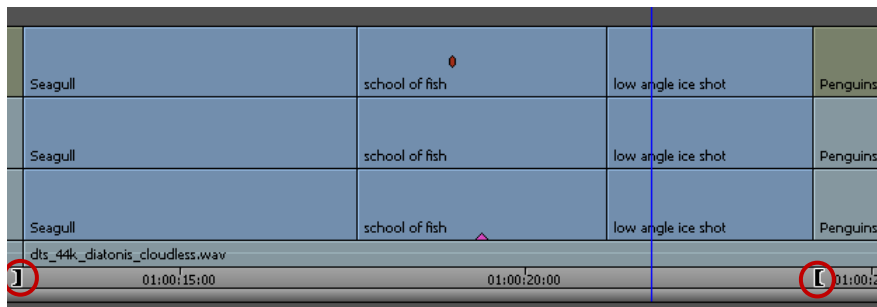 Seagull school of fish low angle ice shot Penguins
Seagull school of fish low angle ice shot Penguins
Seagull school of fish low angle ice shot Penguins
dts_44k_diatonis_cloudless.wav
01:00:15:00 01:00:20:00